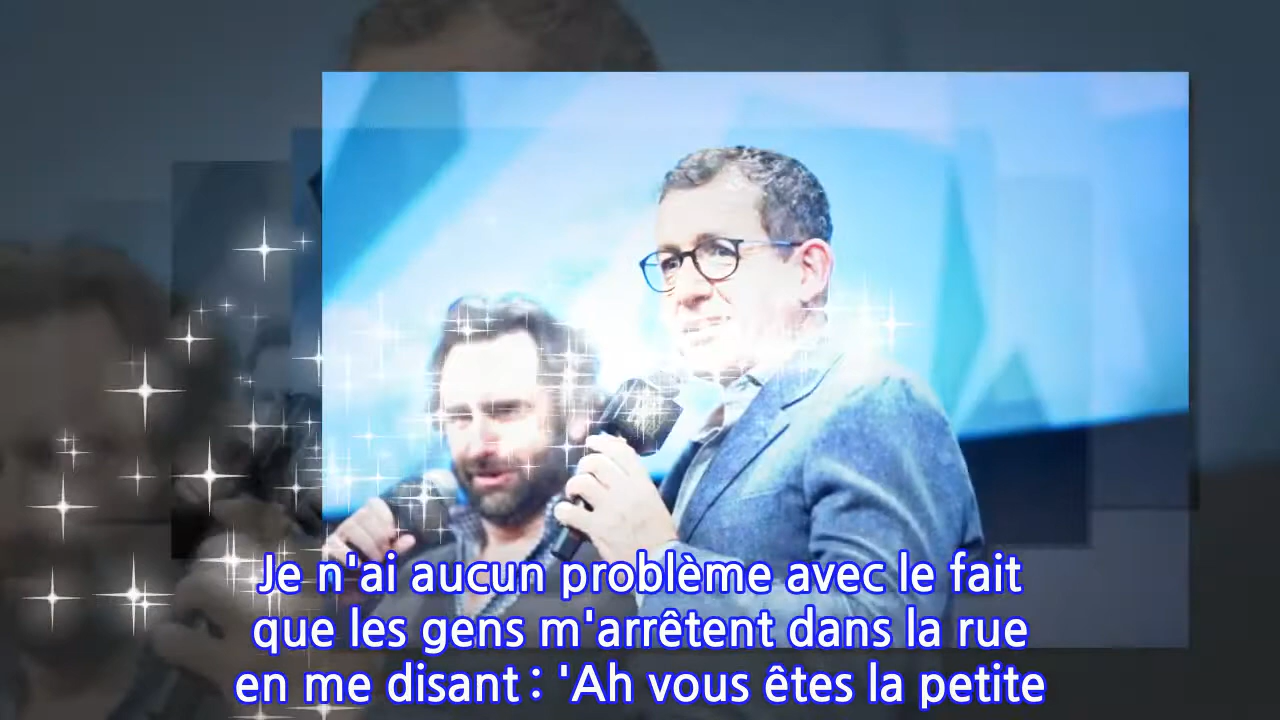 Je n'ai aucun problème avec le fait
que les gens m'arrêtent dans la rue
en me disant : 'Ah vous êtes la petite